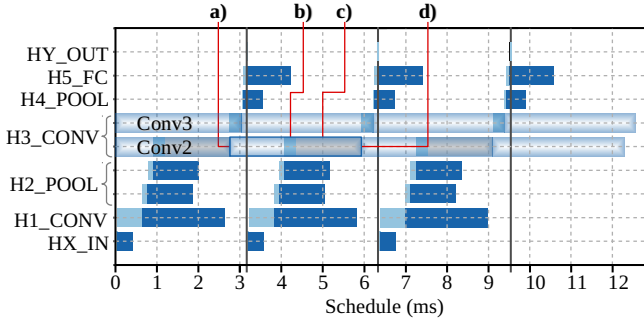 a) b) c) d)
HY_OUT
H5_FC
H4_POOL
Conv3
H3_CONV
Conv2
H2_POOL
H1_CONV
HX_IN
0 1 2 3 4 5 6 7 8 9 10 11 12
Schedule (ms)